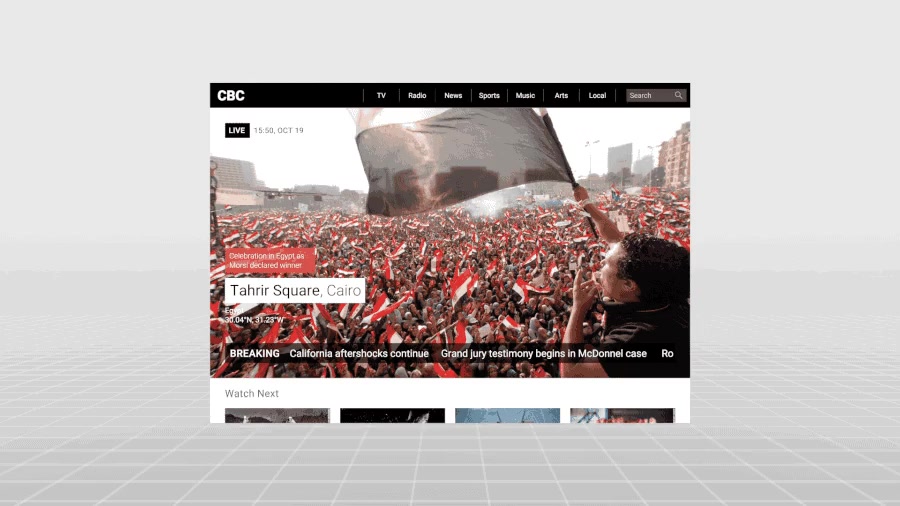 CBC
TV Radio News Sports Music Arts Local Search
LIVE 15:50, OCT 19
Celebration in Egypt as
Morsi declared winner
Tahrir Square, Cairo
Egypt
30.04°N, 31.23°W
BREAKING California aftershocks continue Grand jury testimony begins in McDonnel case Ro
Watch Next